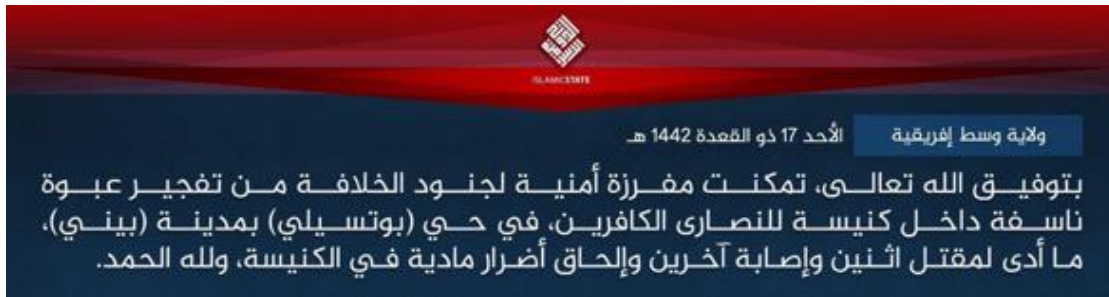 ISLAMIC STATE
ولاية وسط إفريقية الأحد 17 ذو القعدة 1442 هـ
بتوفيق الله تعالى، تمكنت مفرزة أمنية لجنود الخلافة من تفجير عبوة
ناسفة داخل كنيسة للنصارى الكافرين، في حي (بوتسيلي) بمدينة (بيني)،
ما أدى لمقتل اثنين وإصابة آخرين وإلحاق أضرار مادية في الكنيسة، ولله الحمد.